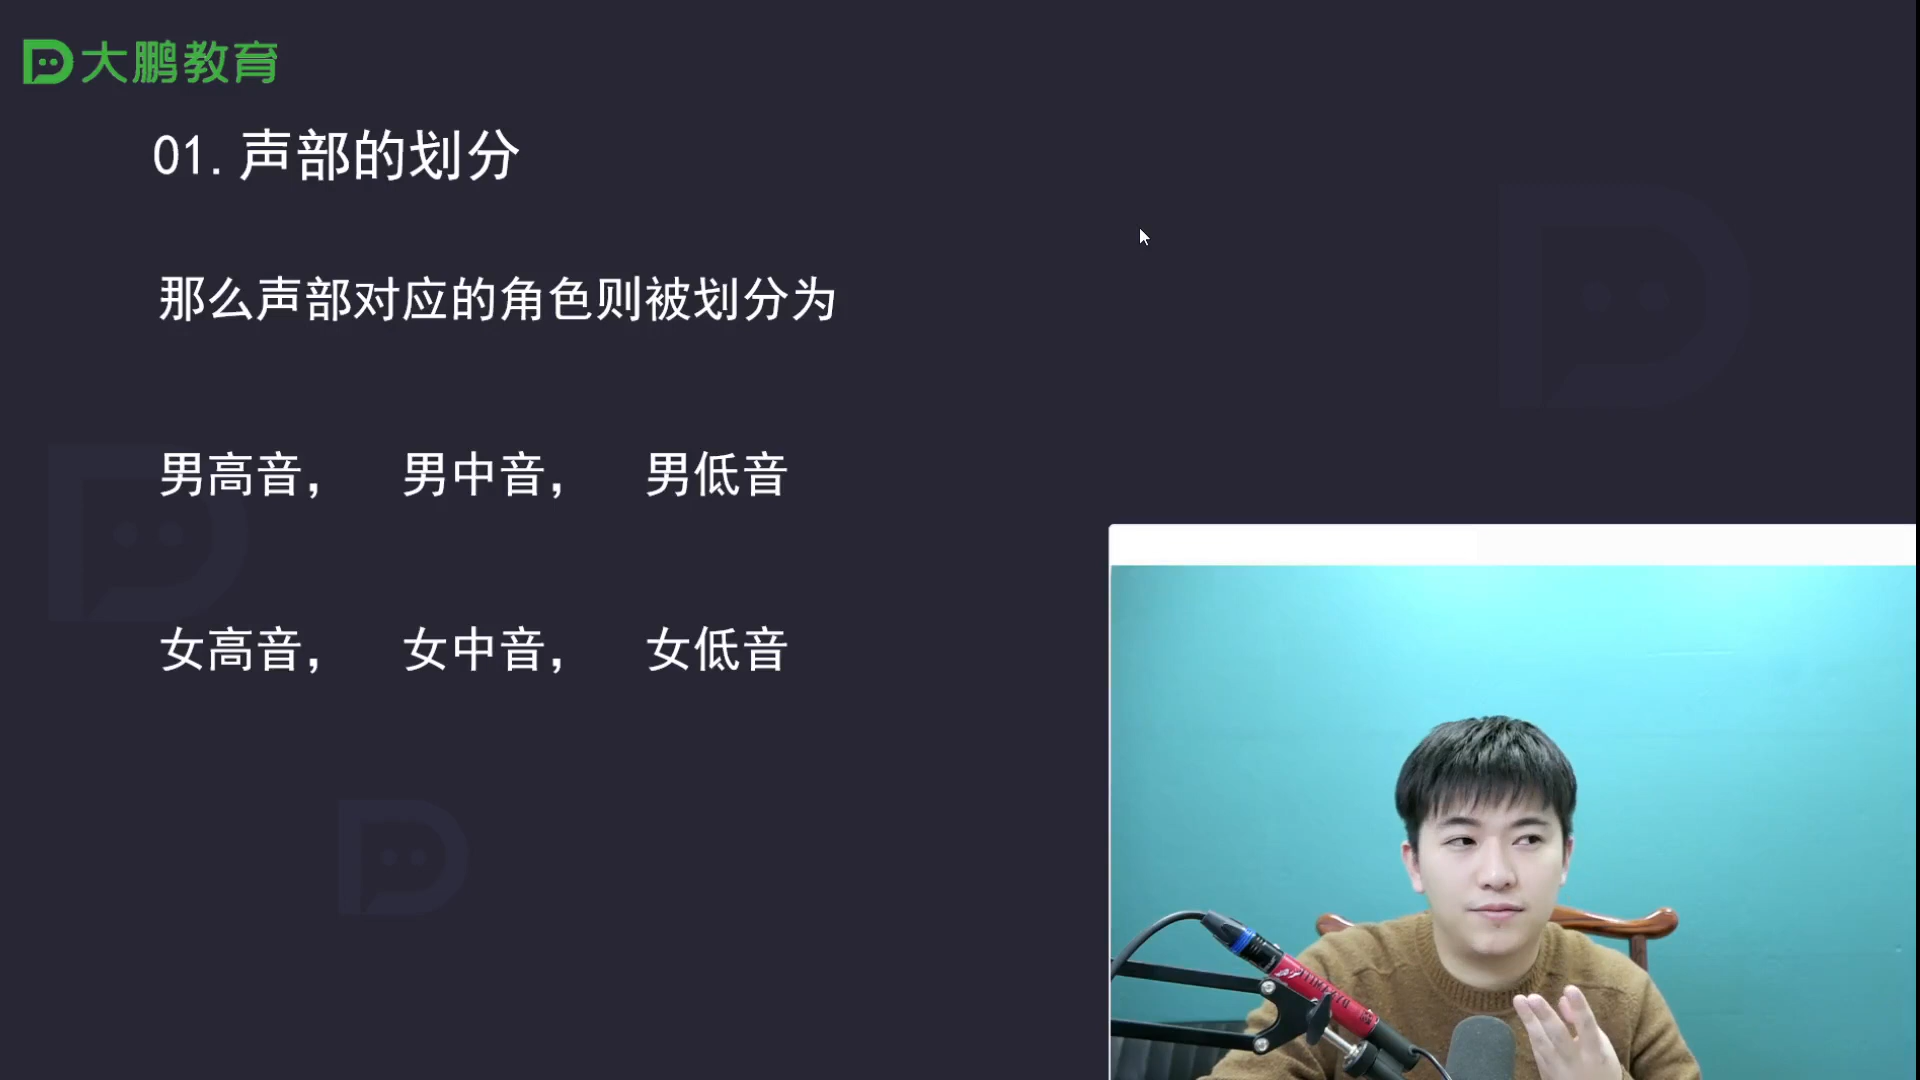 大鹏教育
01.声部的划分
那么声部对应的角色则被划分为
男高音， 男中音， 男低音
女高音， 女中音， 女低音